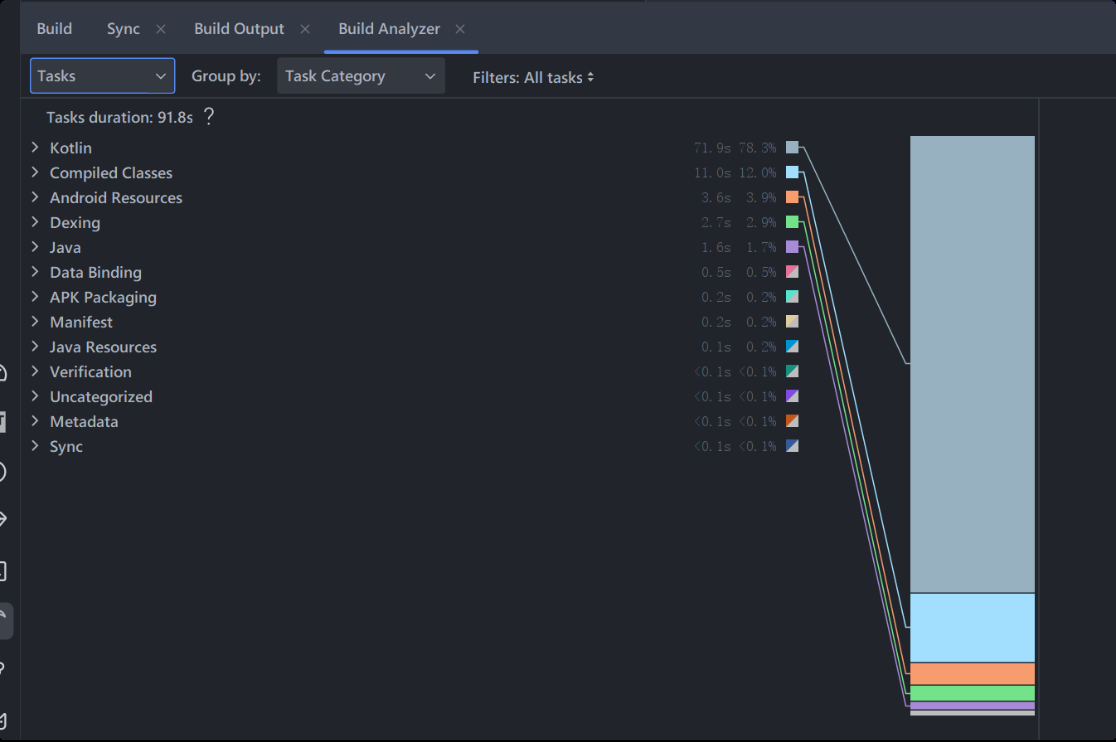 Build Sync Build Output Build Analyzer
Tasks Group by: Task Category Filters: All tasks
Tasks duration: 91.8s ?
Kotlin 71.9s 78.3%
Compiled Classes 11.0s 12.0%
Android Resources 3.6s 3.9%
Dexing 2.7s 2.9%
Java 1.6s 1.7%
Data Binding 0.5s 0.5%
APK Packaging 0.2s 0.2%
Manifest 0.2s 0.2%
Java Resources 0.1s 0.2%
Verification <0.1s <0.1%
Uncategorized <0.1s <0.1%
Metadata <0.1s <0.1%
Sync <0.1s <0.1%